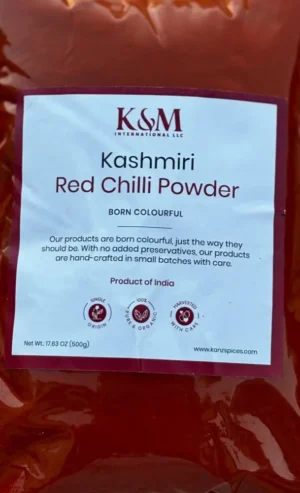 K&M
INTERNATIONAL LLC
Kashmiri
Red Chilli Powder
BORN COLOURFUL
Our products are born colourful, just the way they
should be. With no added preservatives, our products
are hand-crafted in small batches with care.
Product of India
SINGLE ORIGIN
100% PURE & ORGANIC
HARVESTED WITH CARE
Net Wt.: 17.63 OZ (500g)
www.kanzspices.com